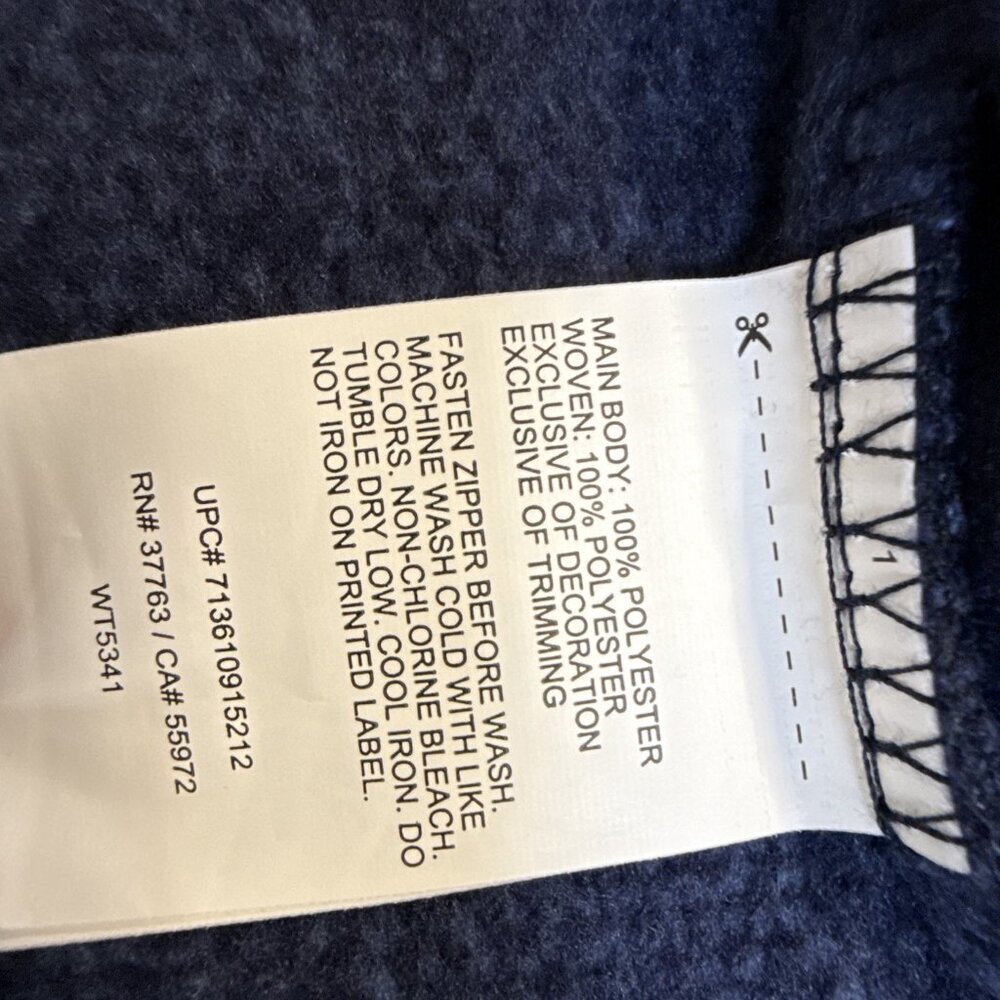 MAIN BODY: 100% POLYESTER
WOVEN: 100% POLYESTER
EXCLUSIVE OF DECORATION
EXCLUSIVE OF TRIMMING
FASTEN ZIPPER BEFORE WASH.
MACHINE WASH COLD WITH LIKE
COLORS. NON-CHLORINE BLEACH.
TUMBLE DRY LOW. COOL IRON. DO
NOT IRON ON PRINTED LABEL.
UPC# 713610915212
RN# 37763 / CA# 55972
WT5341
1